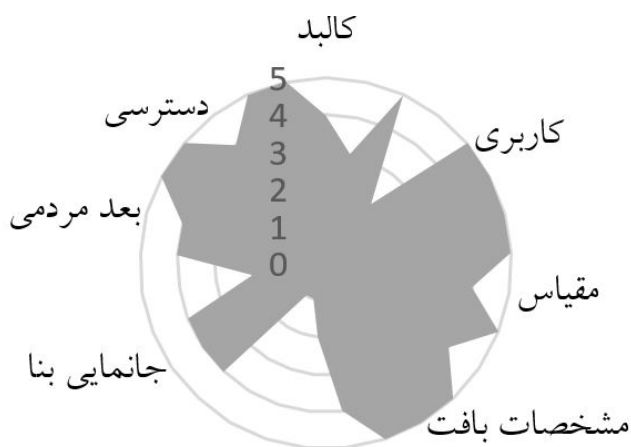 کالبد
کاربری
مقیاس
مشخصات بافت
جانمایی بنا
بعد مردمی
دسترسی
5
4
3
2
1
0